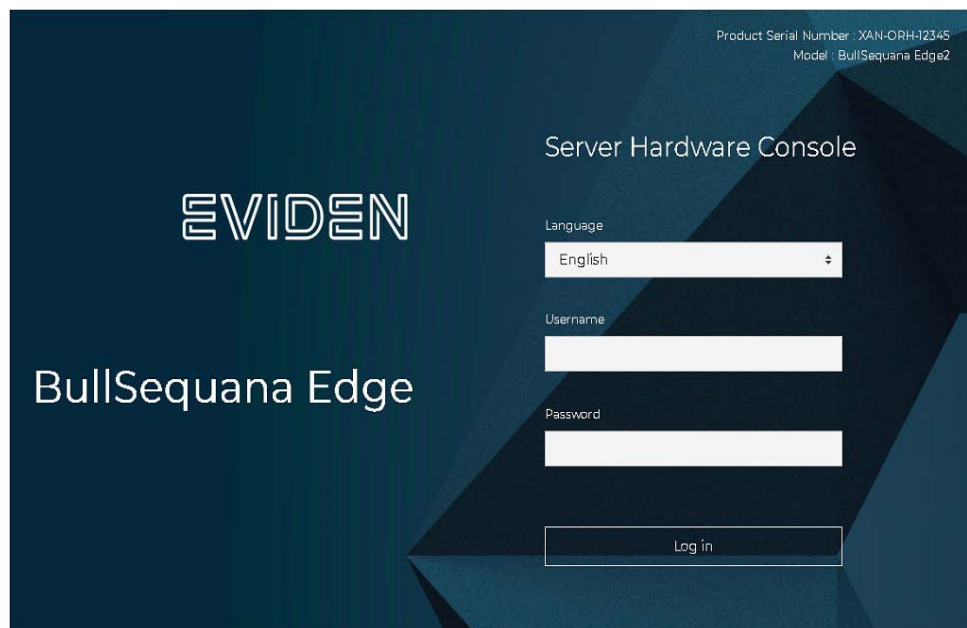 Product Serial Number : XAN-ORH-12345
Model : BullSequana Edge2
Server Hardware Console
EVIDEN
BullSequana Edge
Language
English
Username
Password
Log in